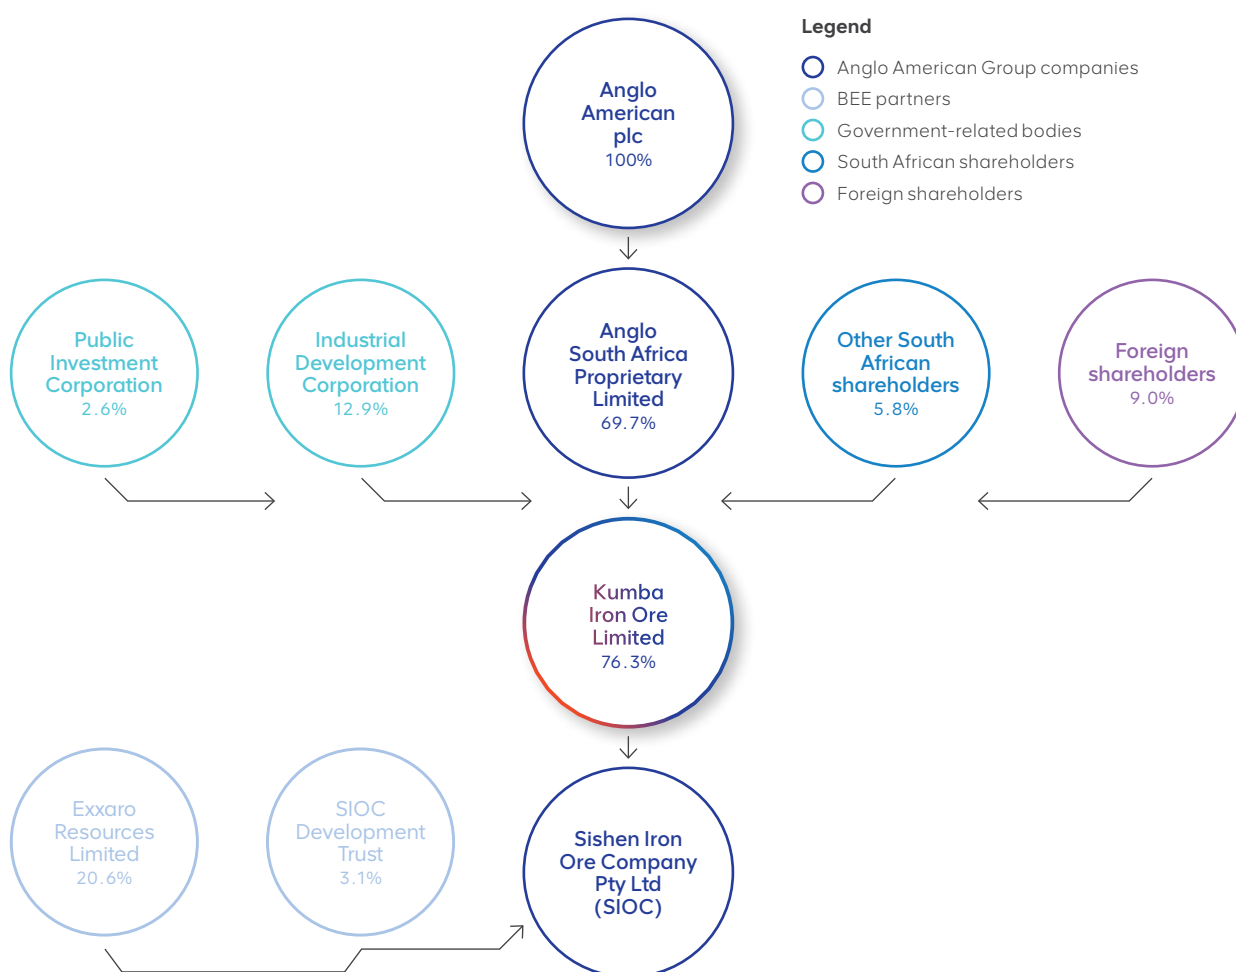 Anglo
American
plc
100%
Legend
Anglo American Group companies
BEE partners
Government-related bodies
South African shareholders
Foreign shareholders
Public
Investment
Corporation
2.6%
Industrial
Development
Corporation
12.9%
Anglo
South Africa
Proprietary
Limited
69.7%
Other South
African
shareholders
5.8%
Foreign
shareholders
9.0%
Kumba
Iron Ore
Limited
76.3%
Exxaro
Resources
Limited
20.6%
SIOC
Development
Trust
3.1%
Sishen Iron
Ore Company
Pty Ltd
(SIOC)